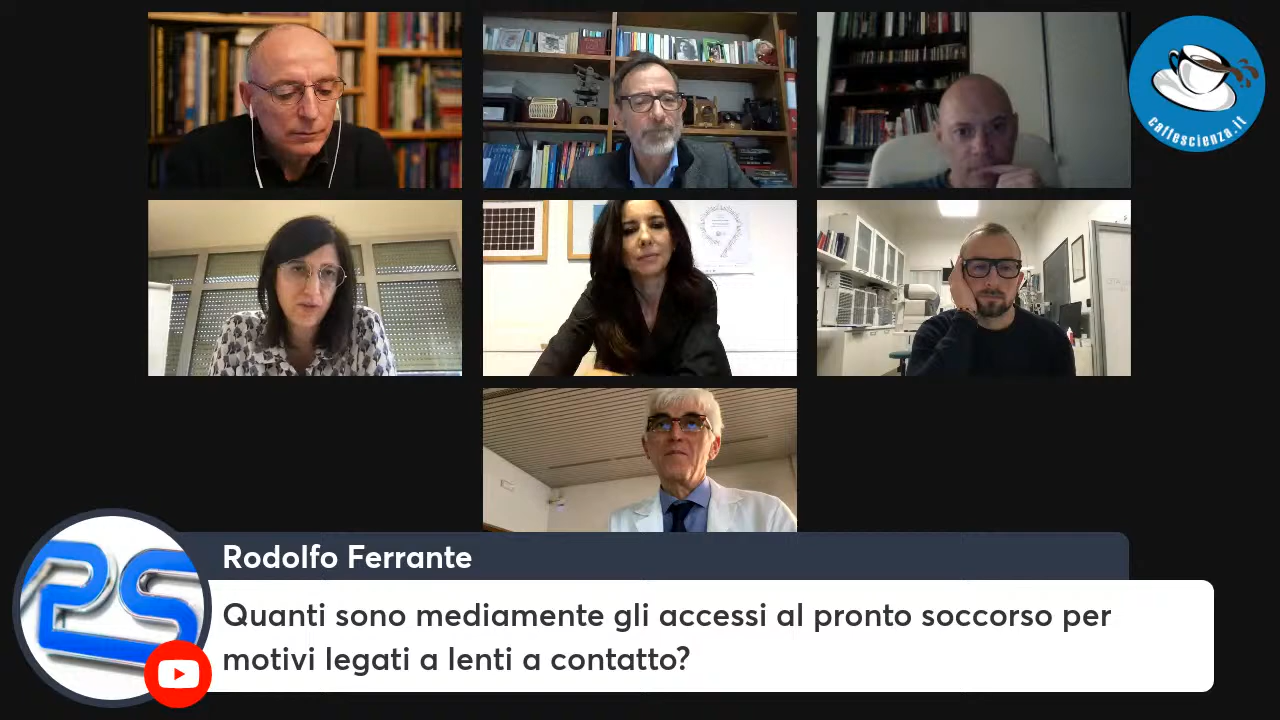 caffescienza.it
Rodolfo Ferrante
Quanti sono mediamente gli accessi al pronto soccorso per
motivi legati a lenti a contatto?